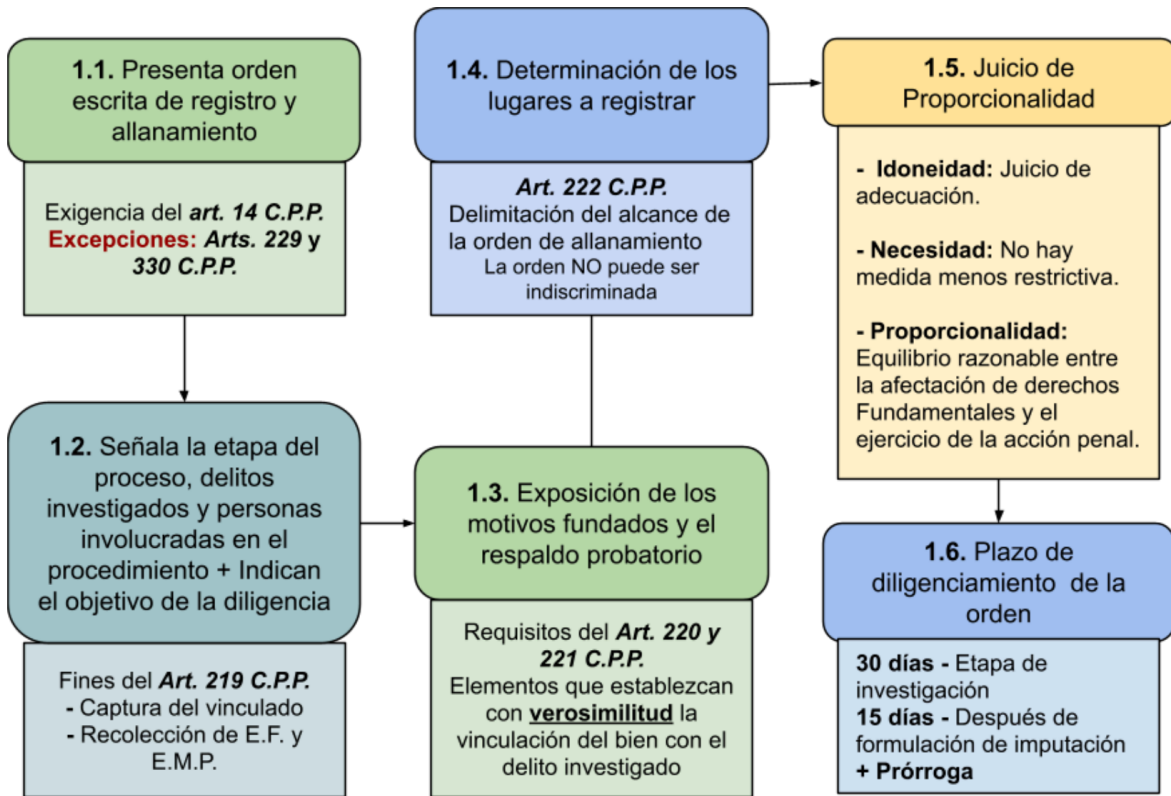 1.1. Presenta orden
escrita de registro y
allanamiento
Exigencia del art. 14 C.P.P.
Excepciones: Arts. 229 y
330 C.P.P.
1.2. Señala la etapa del
proceso, delitos
investigados y personas
involucradas en el
procedimiento + Indican
el objetivo de la diligencia
Fines del Art. 219 C.P.P.
- Captura del vinculado
- Recolección de E.F. y
E.M.P.
1.3. Exposición de los
motivos fundados y el
respaldo probatorio
Requisitos del Art. 220 y
221 C.P.P.
Elementos que establezcan
con verosimilitud la
vinculación del bien con el
delito investigado
1.4. Determinación de los
lugares a registrar
Art. 222 C.P.P.
Delimitación del alcance de
la orden de allanamiento
La orden NO puede ser
indiscriminada
1.5. Juicio de
Proporcionalidad
- Idoneidad: Juicio de
adecuación.
- Necesidad: No hay
medida menos restrictiva.
- Proporcionalidad:
Equilibrio razonable entre
la afectación de derechos
Fundamentales y el
ejercicio de la acción penal.
1.6. Plazo de
diligenciamiento de la
orden
30 días - Etapa de
investigación
15 días - Después de
formulación de imputación
+ Prórroga